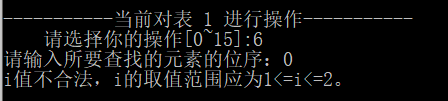 -----------当前对表 1 进行操作-----------
请选择你的操作[0~15]:6
请输入所要查找的元素的位序：0
i值不合法，i的取值范围应为1<=i<=2。